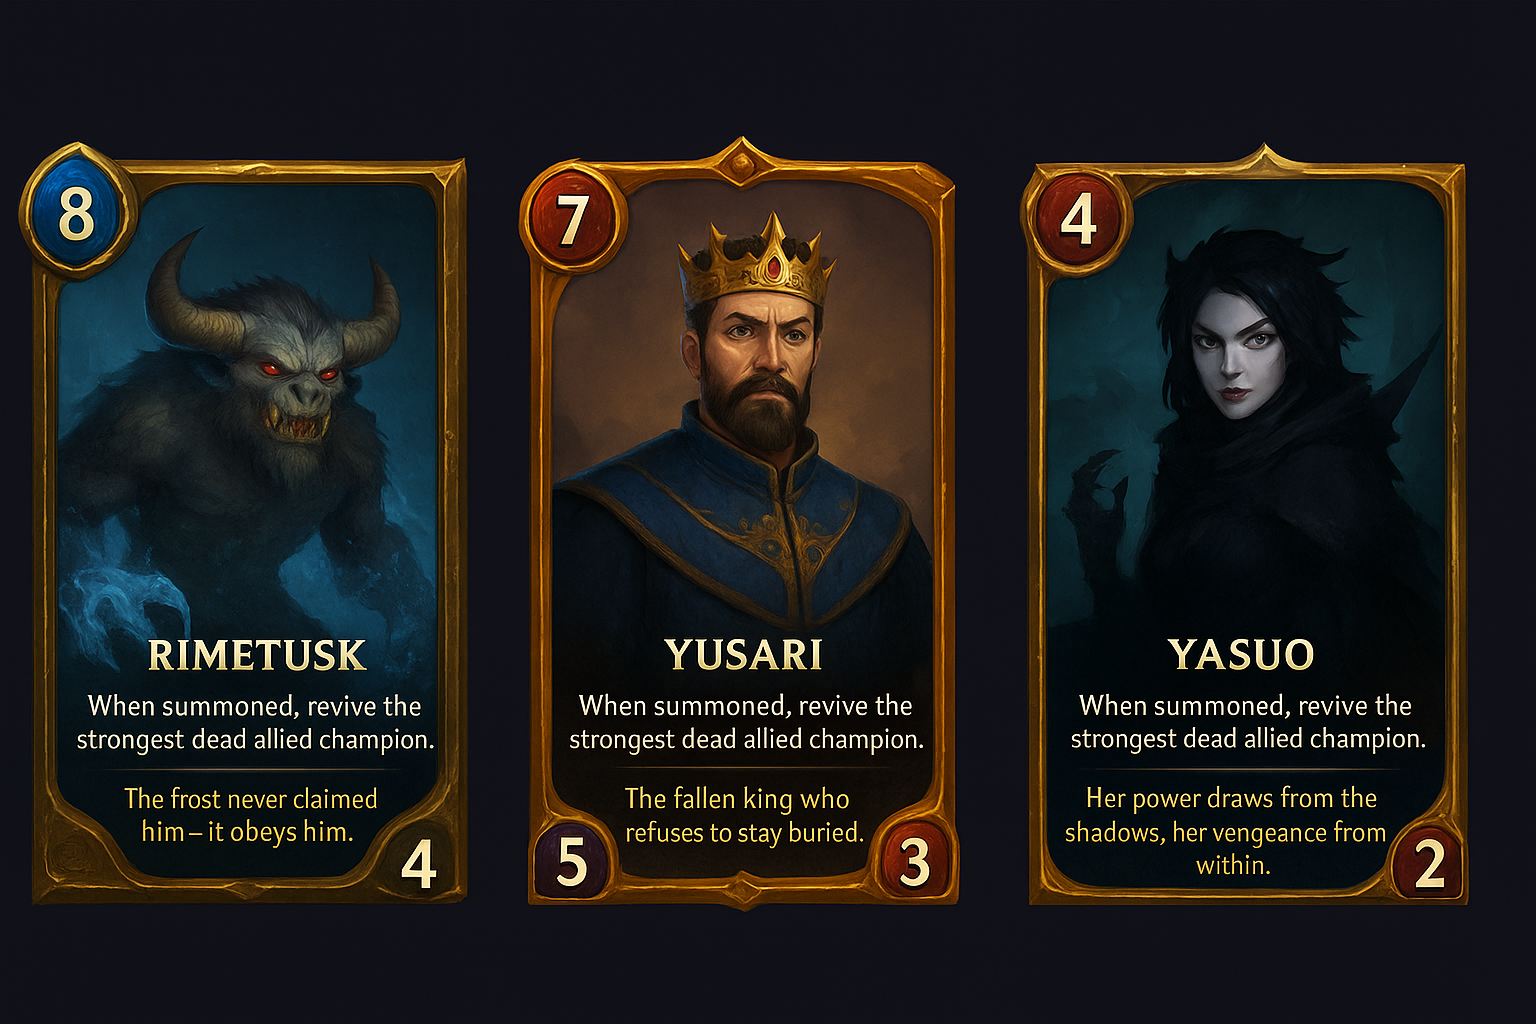 8
RIMETUSK
When summoned, revive the
strongest dead allied champion.
The frost never claimed
him – it obeys him.
4
7
YUSARI
When summoned, revive the
strongest dead allied champion.
The fallen king who
refuses to stay buried.
5
3
4
YASUO
When summoned, revive the
strongest dead allied champion.
Her power draws from the
shadows, her vengeance from
within.
2